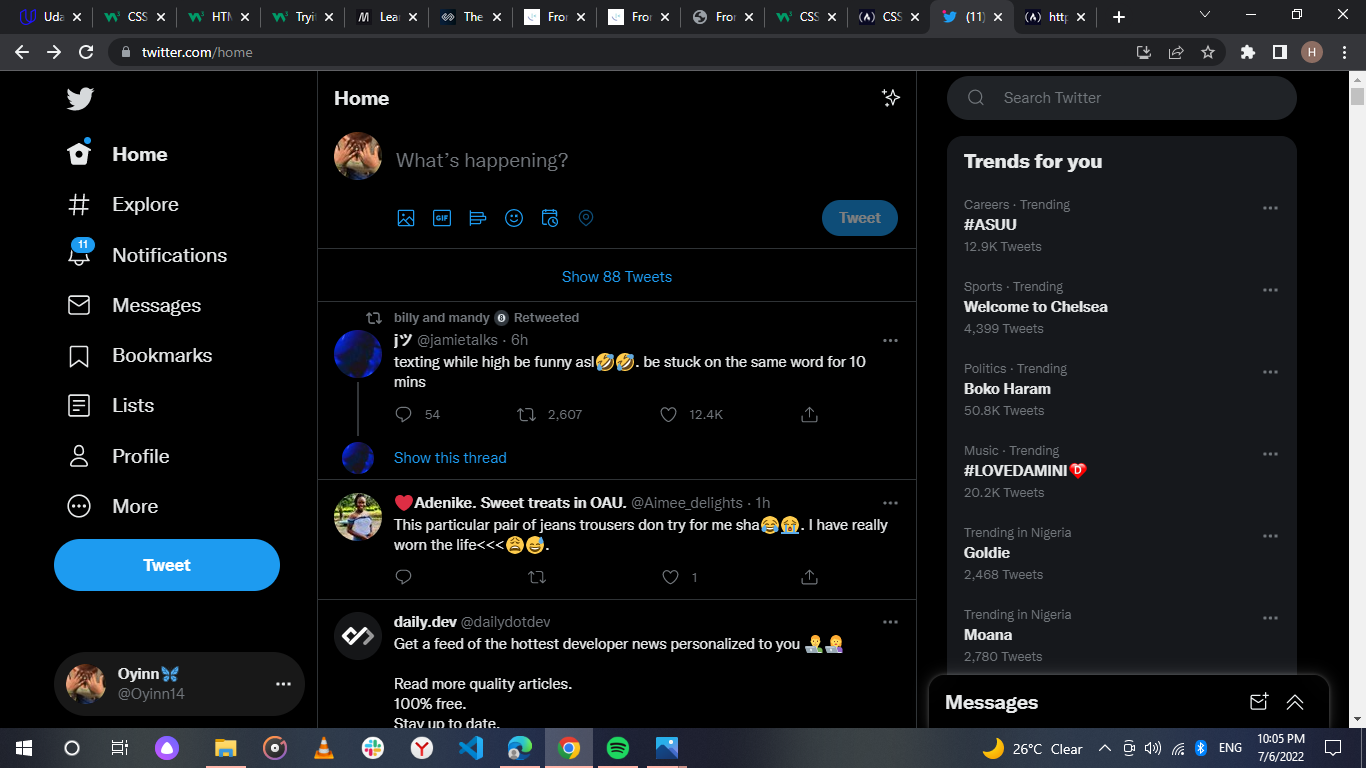 Uda
CSS
HTM
Tryit
Lear
The
Fror
Fror
Fror
CSS
CSS
(11)
http
twitter.com/home
H
Home
Explore
11
Notifications
Messages
Bookmarks
Lists
Profile
More
Tweet
Oyinn🦋
@Oyinn14
Home
What's happening?
GIF
Tweet
Show 88 Tweets
billy and mandy 🎱 Retweeted
jツ @jamietalks · 6h
texting while high be funny asl🤣🤣. be stuck on the same word for 10
mins
54 2,607 12.4K
Show this thread
❤️Adenike. Sweet treats in OAU. @Aimee_delights · 1h
This particular pair of jeans trousers don try for me sha😂😭. I have really
worn the life<<<😩😅.
1
daily.dev @dailydotdev
Get a feed of the hottest developer news personalized to you 👨‍💻👩‍💻
Read more quality articles.
100% free.
Stay up to date.
Search Twitter
Trends for you
Careers · Trending
#ASUU
12.9K Tweets
Sports · Trending
Welcome to Chelsea
4,399 Tweets
Politics · Trending
Boko Haram
50.8K Tweets
Music · Trending
#LOVEDAMINI
20.2K Tweets
Trending in Nigeria
Goldie
2,468 Tweets
Trending in Nigeria
Moana
2,780 Tweets
Messages
26°C Clear
ENG
10:05 PM
7/6/2022